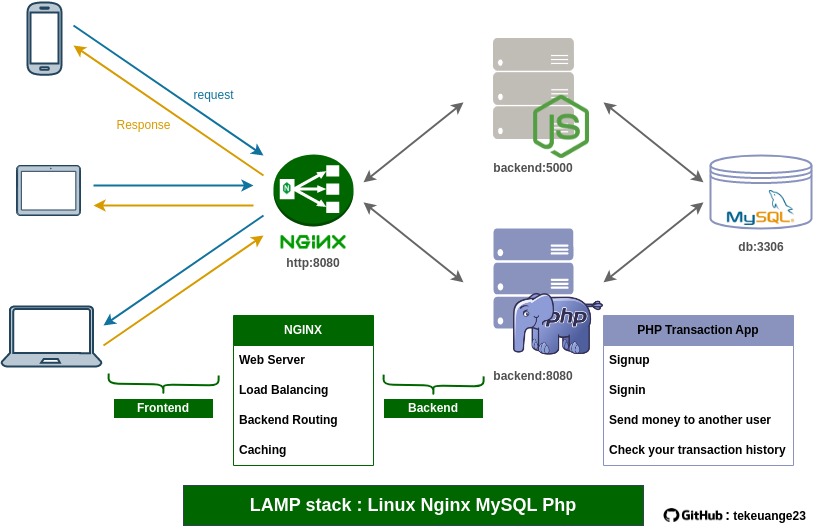 request
Response
JS
backend:5000
N
NGINX
http:8080
MySQL
db:3306
php
backend:8080
NGINX
Web Server
Load Balancing
Backend Routing
Caching
PHP Transaction App
Signup
Signin
Send money to another user
Check your transaction history
Frontend
Backend
LAMP stack : Linux Nginx MySQL Php
GitHub : tekeuange23